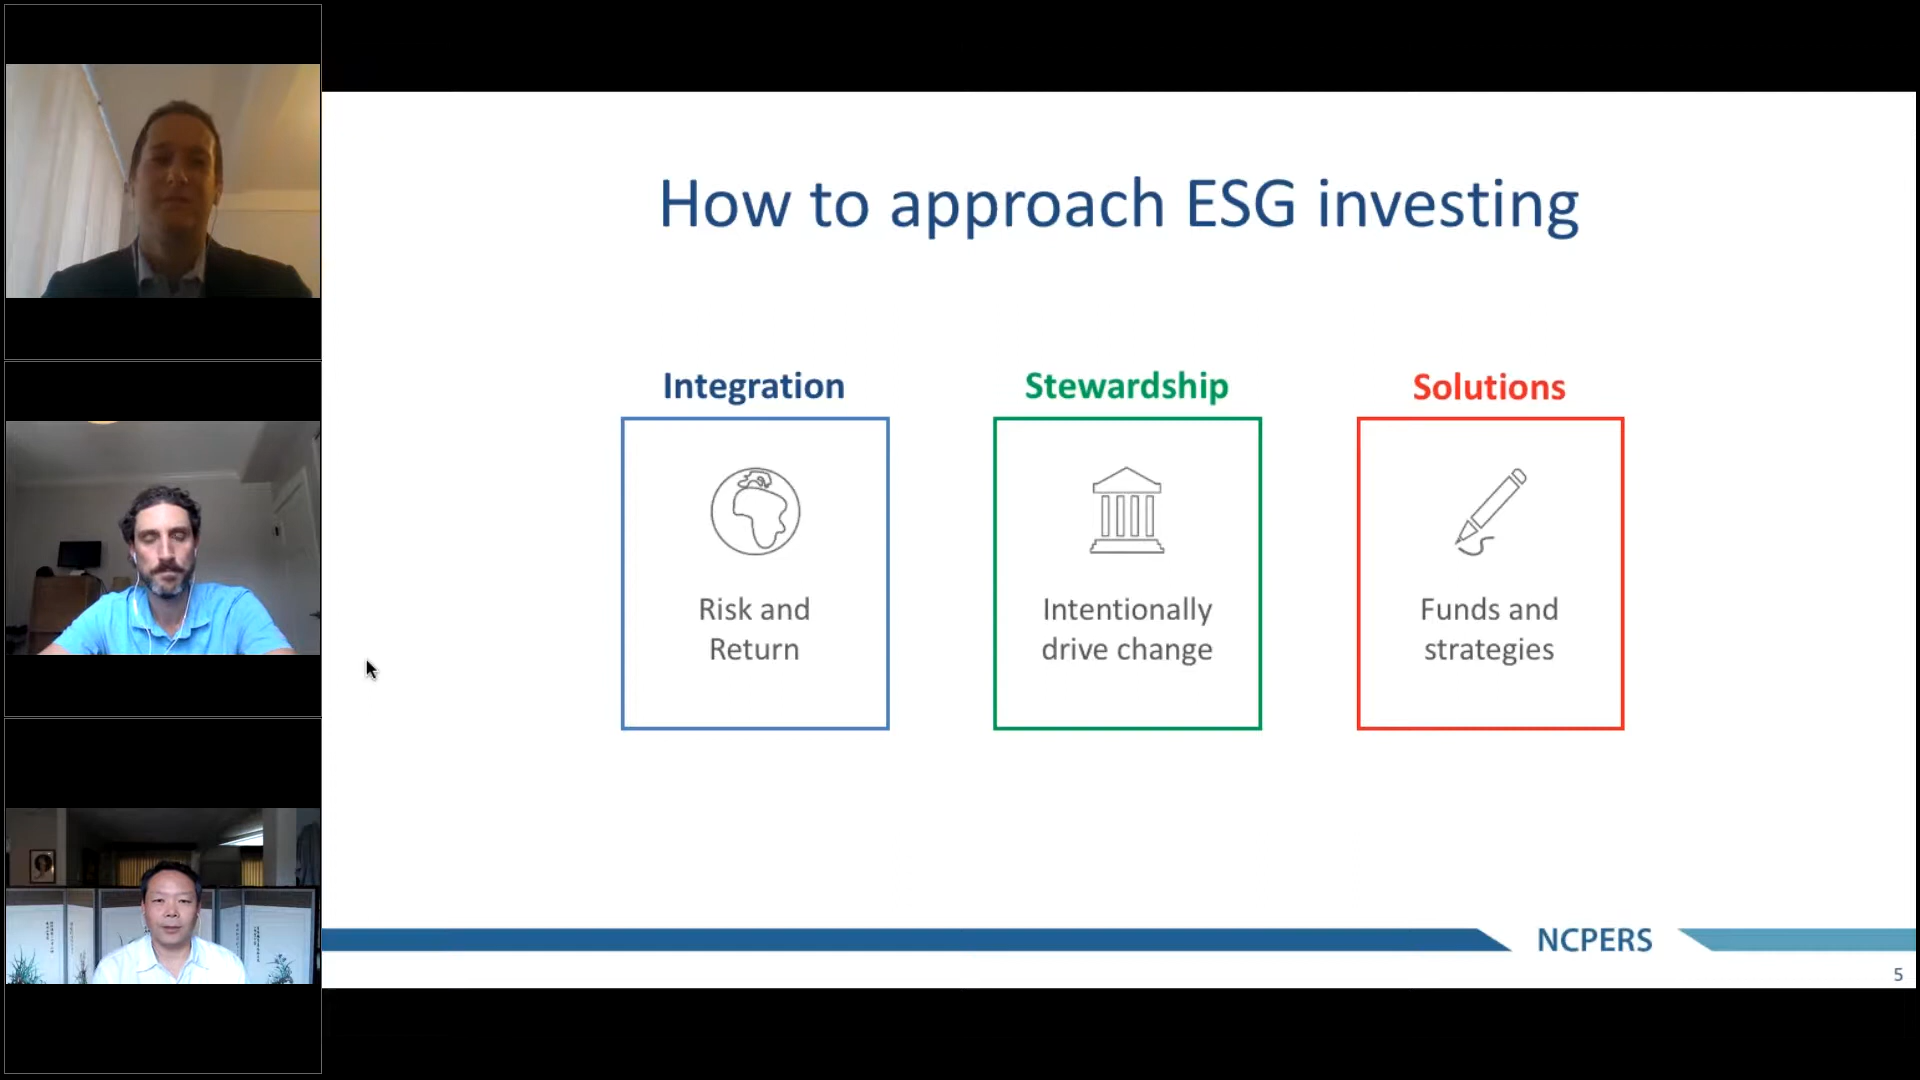 How to approach ESG investing
Integration
Risk and
Return
Stewardship
Intentionally
drive change
Solutions
Funds and
strategies
NCPERS
5